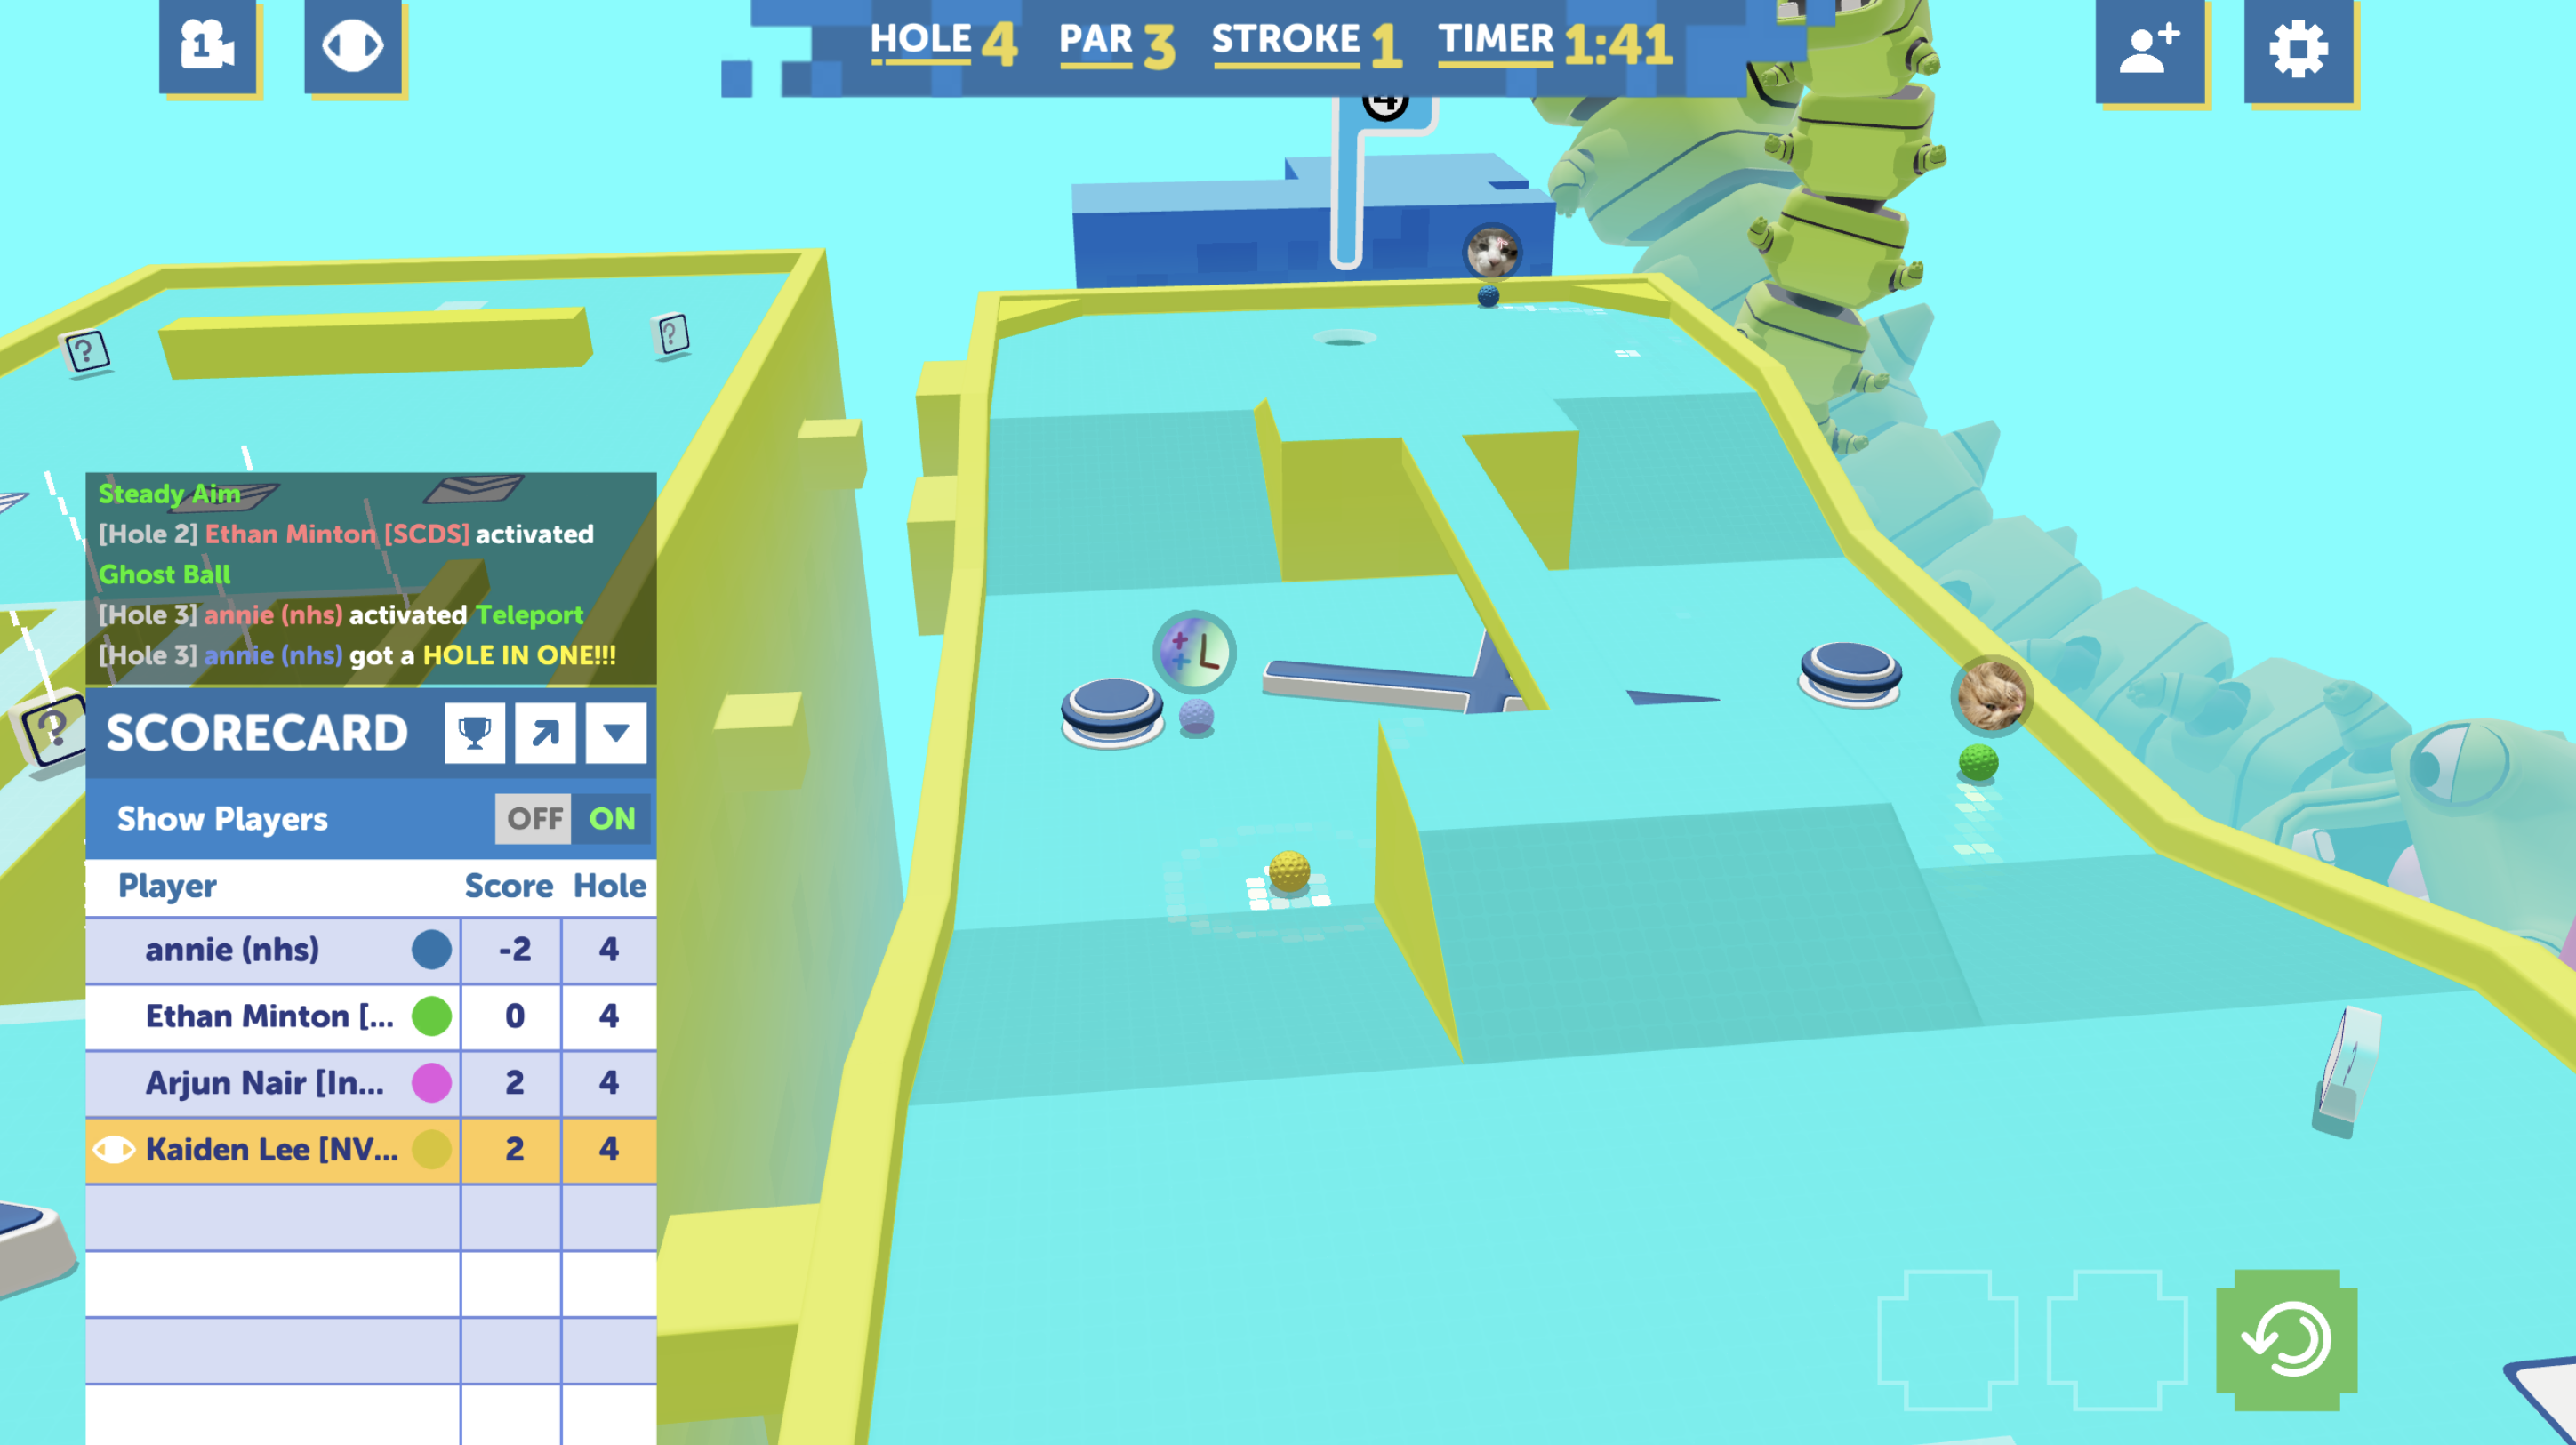 1
HOLE 4 PAR 3 STROKE 1 TIMER 1:41
4
?
?
?
L
Steady Aim
[Hole 2] Ethan Minton [SCDS] activated
Ghost Ball
[Hole 3] annie (nhs) activated Teleport
[Hole 3] annie (nhs) got a HOLE IN ONE!!!
SCORECARD
Show Players OFF ON
Player Score Hole
annie (nhs) -2 4
Ethan Minton [... 0 4
Arjun Nair [In... 2 4
Kaiden Lee [NV... 2 4